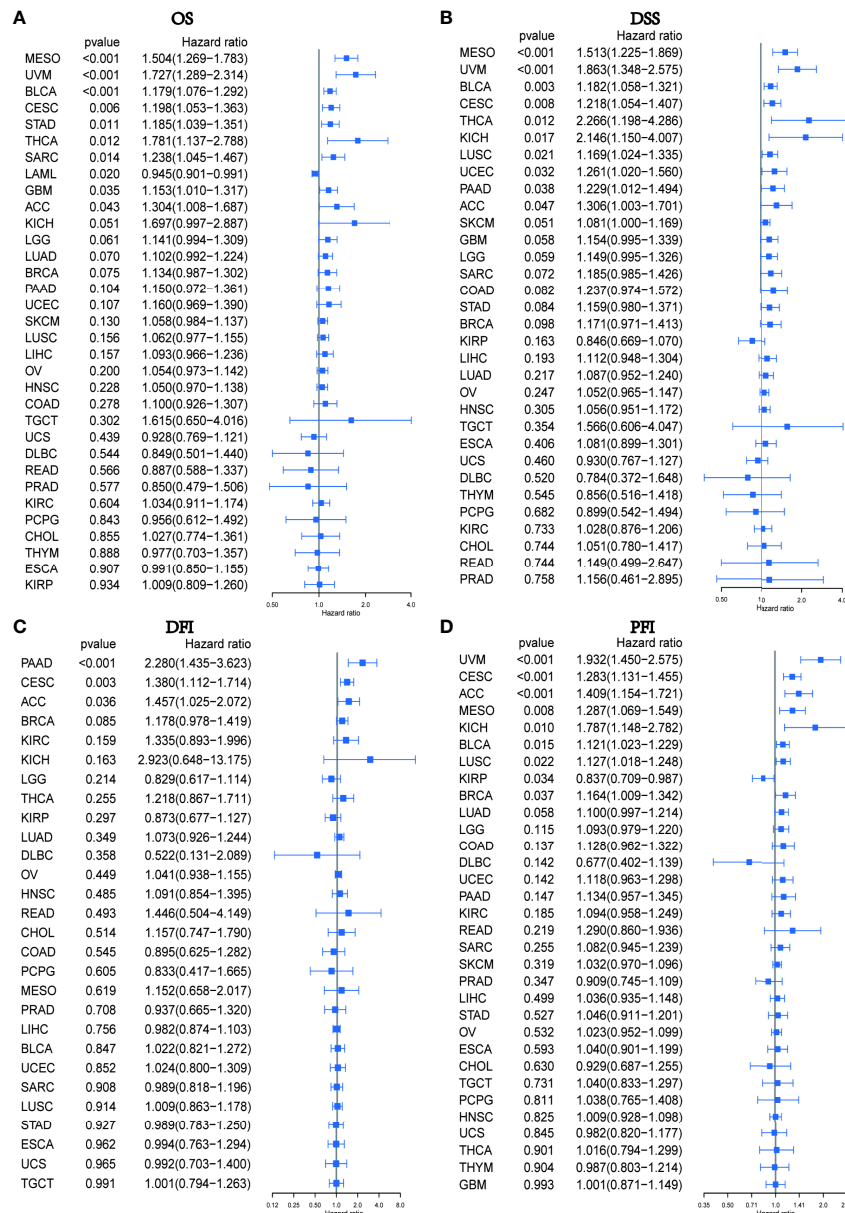 A OS
pvalue Hazard ratio
MESO <0.001 1.504(1.269−1.783)
UVM <0.001 1.727(1.289−2.314)
BLCA <0.001 1.179(1.076−1.292)
CESC 0.006 1.198(1.053−1.363)
STAD 0.011 1.185(1.039−1.351)
THCA 0.012 1.781(1.137−2.788)
SARC 0.014 1.238(1.045−1.467)
LAML 0.020 0.945(0.901−0.991)
GBM 0.035 1.153(1.010−1.317)
ACC 0.043 1.304(1.008−1.687)
KICH 0.051 1.697(0.997−2.887)
LGG 0.061 1.141(0.994−1.309)
LUAD 0.070 1.102(0.992−1.224)
BRCA 0.075 1.134(0.987−1.302)
PAAD 0.104 1.150(0.972−1.361)
UCEC 0.107 1.160(0.969−1.390)
SKCM 0.130 1.058(0.984−1.137)
LUSC 0.156 1.062(0.977−1.155)
LIHC 0.157 1.093(0.966−1.236)
OV 0.200 1.054(0.973−1.142)
HNSC 0.228 1.050(0.970−1.138)
COAD 0.278 1.100(0.926−1.307)
TGCT 0.302 1.615(0.650−4.016)
UCS 0.439 0.928(0.769−1.121)
DLBC 0.544 0.849(0.501−1.440)
READ 0.566 0.887(0.588−1.337)
PRAD 0.577 0.850(0.479−1.506)
KIRC 0.604 1.034(0.911−1.174)
PCPG 0.843 0.956(0.612−1.492)
CHOL 0.855 1.027(0.774−1.361)
THYM 0.888 0.977(0.703−1.357)
ESCA 0.907 0.991(0.850−1.155)
KIRP 0.934 1.009(0.809−1.260)
0.50 1.0 2.0 4.0
Hazard ratio
B DSS
pvalue Hazard ratio
MESO <0.001 1.513(1.225−1.869)
UVM <0.001 1.863(1.348−2.575)
BLCA 0.003 1.182(1.058−1.321)
CESC 0.008 1.218(1.054−1.407)
THCA 0.012 2.266(1.198−4.286)
KICH 0.017 2.146(1.150−4.007)
LUSC 0.021 1.169(1.024−1.335)
UCEC 0.032 1.261(1.020−1.560)
PAAD 0.038 1.229(1.012−1.494)
ACC 0.047 1.306(1.003−1.701)
SKCM 0.051 1.081(1.000−1.169)
GBM 0.058 1.154(0.995−1.339)
LGG 0.059 1.149(0.995−1.326)
SARC 0.072 1.185(0.985−1.426)
COAD 0.082 1.237(0.974−1.572)
STAD 0.084 1.159(0.980−1.371)
BRCA 0.098 1.171(0.971−1.413)
KIRP 0.163 0.846(0.669−1.070)
LIHC 0.193 1.112(0.948−1.304)
LUAD 0.217 1.087(0.952−1.240)
OV 0.247 1.052(0.965−1.147)
HNSC 0.305 1.056(0.951−1.172)
TGCT 0.354 1.566(0.606−4.047)
ESCA 0.406 1.081(0.899−1.301)
UCS 0.460 0.930(0.767−1.127)
DLBC 0.520 0.784(0.372−1.648)
THYM 0.545 0.856(0.516−1.418)
PCPG 0.682 0.899(0.542−1.494)
KIRC 0.733 1.028(0.876−1.206)
CHOL 0.744 1.051(0.780−1.417)
READ 0.744 1.149(0.499−2.647)
PRAD 0.758 1.156(0.461−2.895)
0.50 1.0 2.0 4.0
Hazard ratio
C DFI
pvalue Hazard ratio
PAAD <0.001 2.280(1.435−3.623)
CESC 0.003 1.380(1.112−1.714)
ACC 0.036 1.457(1.025−2.072)
BRCA 0.085 1.178(0.978−1.419)
KIRC 0.159 1.335(0.893−1.996)
KICH 0.163 2.923(0.648−13.175)
LGG 0.214 0.829(0.617−1.114)
THCA 0.255 1.218(0.867−1.711)
KIRP 0.297 0.873(0.677−1.127)
LUAD 0.349 1.073(0.926−1.244)
DLBC 0.358 0.522(0.131−2.089)
OV 0.449 1.041(0.938−1.155)
HNSC 0.485 1.091(0.854−1.395)
READ 0.493 1.446(0.504−4.149)
CHOL 0.514 1.157(0.747−1.790)
COAD 0.545 0.895(0.625−1.282)
PCPG 0.605 0.833(0.417−1.665)
MESO 0.619 1.152(0.658−2.017)
PRAD 0.708 0.937(0.665−1.320)
LIHC 0.756 0.982(0.874−1.103)
BLCA 0.847 1.022(0.821−1.272)
UCEC 0.852 1.024(0.800−1.309)
SARC 0.908 0.989(0.818−1.196)
LUSC 0.914 1.009(0.863−1.178)
STAD 0.927 0.989(0.783−1.250)
ESCA 0.962 0.994(0.763−1.294)
UCS 0.965 0.992(0.703−1.400)
TGCT 0.991 1.001(0.794−1.263)
0.12 0.50 1.0 2.0 4.0 8.0
Hazard ratio
D PFI
pvalue Hazard ratio
UVM <0.001 1.932(1.450−2.575)
CESC <0.001 1.283(1.131−1.455)
ACC <0.001 1.409(1.154−1.721)
MESO 0.008 1.287(1.069−1.549)
KICH 0.010 1.787(1.148−2.782)
BLCA 0.015 1.121(1.023−1.229)
LUSC 0.022 1.127(1.018−1.248)
KIRP 0.034 0.837(0.709−0.987)
BRCA 0.037 1.164(1.009−1.342)
LUAD 0.058 1.100(0.997−1.214)
LGG 0.115 1.093(0.979−1.220)
COAD 0.137 1.128(0.962−1.322)
DLBC 0.142 0.677(0.402−1.139)
UCEC 0.142 1.118(0.963−1.298)
PAAD 0.147 1.134(0.957−1.345)
KIRC 0.185 1.094(0.958−1.249)
READ 0.219 1.290(0.860−1.936)
SARC 0.255 1.082(0.945−1.239)
SKCM 0.319 1.032(0.970−1.096)
PRAD 0.347 0.909(0.745−1.109)
LIHC 0.499 1.036(0.935−1.148)
STAD 0.527 1.046(0.911−1.201)
OV 0.532 1.023(0.952−1.099)
ESCA 0.593 1.040(0.901−1.199)
CHOL 0.630 0.929(0.687−1.255)
TGCT 0.731 1.040(0.833−1.297)
PCPG 0.811 1.038(0.765−1.408)
HNSC 0.825 1.009(0.928−1.098)
UCS 0.845 0.982(0.820−1.177)
THCA 0.901 1.016(0.794−1.299)
THYM 0.904 0.987(0.803−1.214)
GBM 0.993 1.001(0.871−1.149)
0.35 0.50 1.0 1.41 2.0 2
Hazard ratio